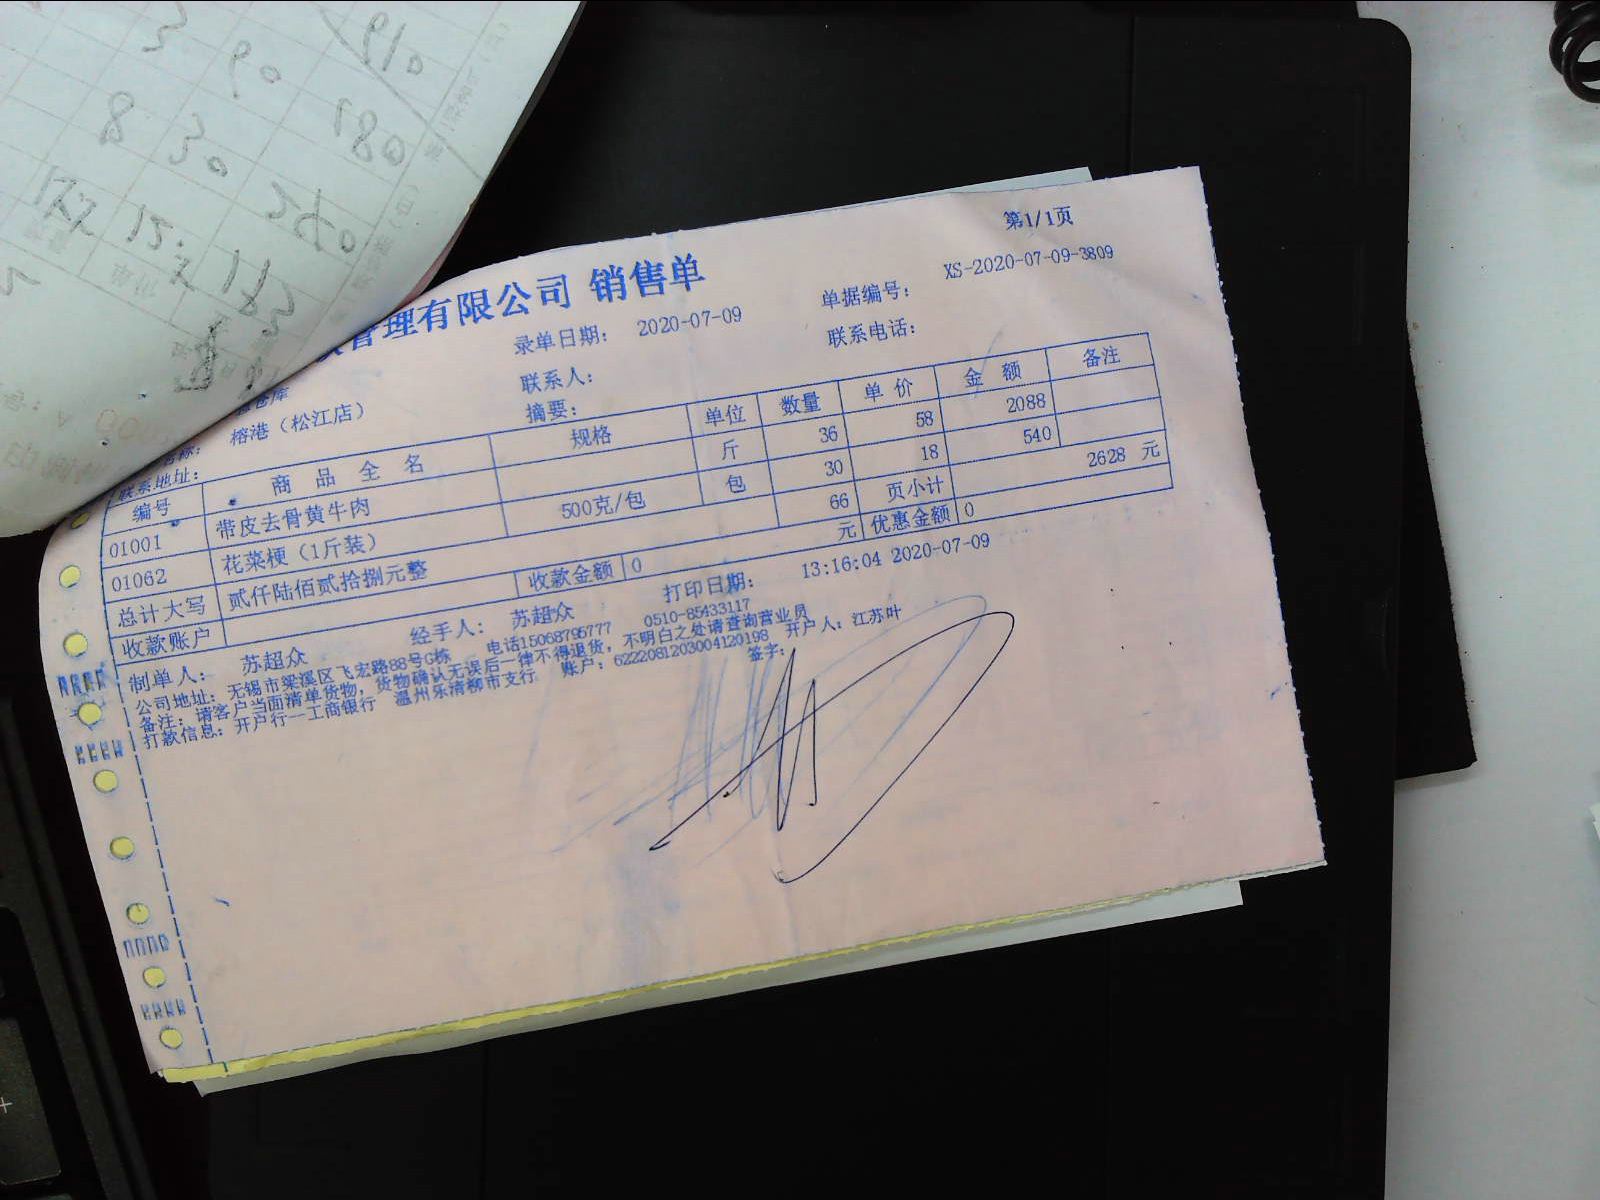 3 90 910
8 30 180
240
第1/1页
管理有限公司 销售单
录单日期: 2020-07-09 单据编号: XS-2020-07-09-3809
联系人: 联系电话:
仓库
榕港（松江店） 摘要:
名称:
联系地址:
编号 商 品 全 名 规格 单位 数量 单 价 金 额 备注
01001 带皮去骨黄牛肉 斤 36 58 2088
01062 花菜梗（1斤装） 500克/包 包 30 18 540
总计大写 贰仟陆佰贰拾捌元整 66 页小计 2628 元
收款账户 收款金额 0 元 优惠金额 0
制单人: 苏超众 经手人: 苏超众 打印日期: 13:16:04 2020-07-09
公司地址: 无锡市梁溪区飞宏路88号G栋 电话15068795777 0510-85433117
备注: 请客户当面清单货物, 货物确认无误后一律不得退货, 不明白之处请查询营业员
打款信息: 开户行—工商银行 温州乐清柳市支行 账户: 6222081203004120198 开户人: 江苏叶
签字: